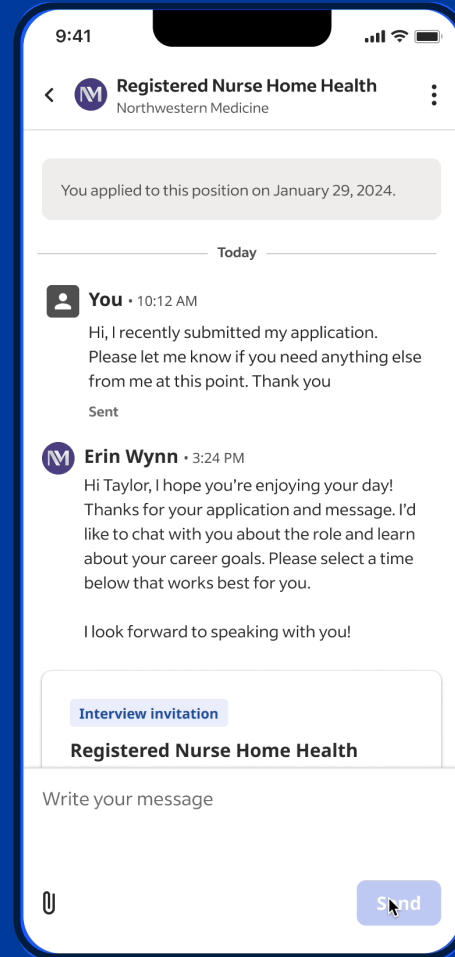 9:41
Registered Nurse Home Health
Northwestern Medicine
You applied to this position on January 29, 2024.
Today
You • 10:12 AM
Hi, I recently submitted my application.
Please let me know if you need anything else
from me at this point. Thank you
Sent
Erin Wynn • 3:24 PM
Hi Taylor, I hope you’re enjoying your day!
Thanks for your application and message. I’d
like to chat with you about the role and learn
about your career goals. Please select a time
below that works best for you.
I look forward to speaking with you!
Interview invitation
Registered Nurse Home Health
Write your message
Send